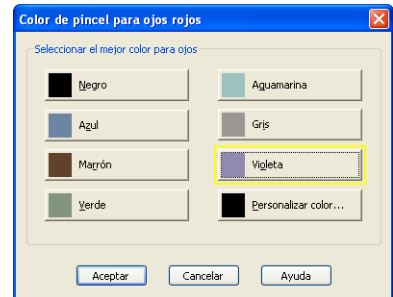 Color de pincel para ojos rojos
Seleccionar el mejor color para ojos
Negro
Aguamarina
Azul
Gris
Marrón
Violeta
Verde
Personalizar color...
Aceptar
Cancelar
Ayuda